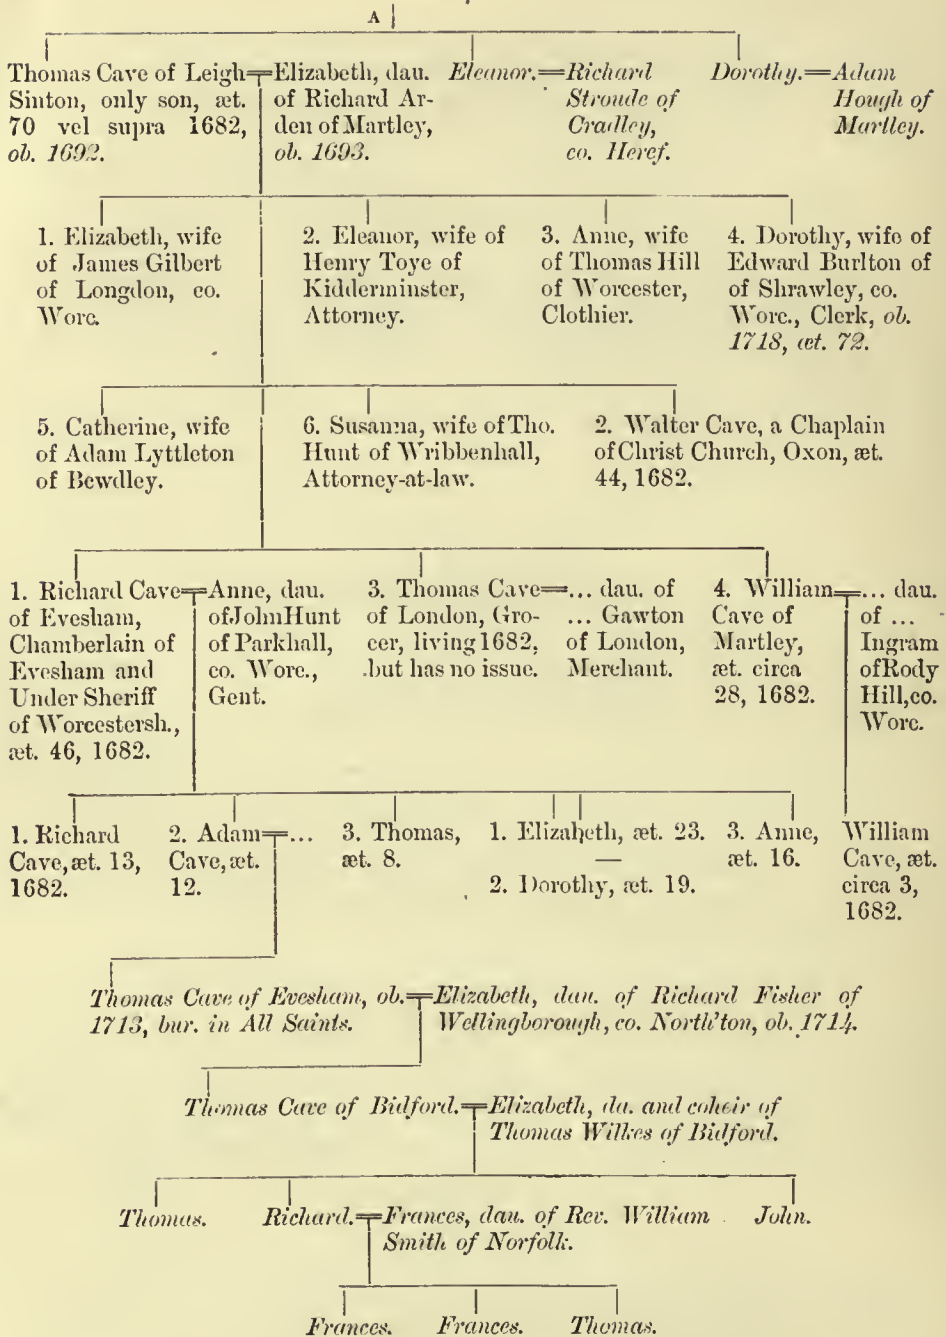 A
Thomas Cave of Leigh
Sinton, only son, æt.
70 vel supra 1682,
ob. 1692.
Elizabeth, dau.
of Richard Ar-
den of Martley,
ob. 1693.
Eleanor.=Richard
Stroude of
Cradley,
co. Heref.
Dorothy.=Adam
Hough of
Martley.
1. Elizabeth, wife
of James Gilbert
of Longdon, co.
Worc.
2. Eleanor, wife of
Henry Toye of
Kidderminster,
Attorney.
3. Anne, wife
of Thomas Hill
of Worcester,
Clothier.
4. Dorothy, wife of
Edward Burlton of
of Shrawley, co.
Worc., Clerk, ob.
1718, æt. 72.
5. Catherine, wife
of Adam Lyttleton
of Bewdley.
6. Susanna, wife of Tho.
Hunt of Wribbenhall,
Attorney-at-law.
2. Walter Cave, a Chaplain
of Christ Church, Oxon, æt.
44, 1682.
1. Richard Cave
of Evesham,
Chamberlain of
Evesham and
Under Sheriff
of Worcestersh.,
æt. 46, 1682.
Anne, dau.
of John Hunt
of Parkhall,
co. Worc.,
Gent.
3. Thomas Cave=
of London, Gro-
cer, living 1682,
but has no issue.
... dau. of
... Gawton
of London,
Merchant.
4. William
Cave of
Martley,
æt. circa
28, 1682.
... dau.
of ...
Ingram
of Rody
Hill, co.
Worc.
1. Richard
Cave, æt. 13,
1682.
2. Adam=...
Cave, æt.
12.
3. Thomas,
æt. 8.
1. Elizabeth, æt. 23.
—
2. Dorothy, æt. 19.
3. Anne,
æt. 16.
William
Cave, æt.
circa 3,
1682.
Thomas Cave of Evesham, ob.=Elizabeth, dau. of Richard Fisher of
1713, bur. in All Saints. Wellingborough, co. North'ton, ob. 1714.
Thomas Cave of Bidford.=Elizabeth, da. and coheir of
Thomas Wilkes of Bidford.
Thomas.
Richard.=Frances, dau. of Rev. William
Smith of Norfolk.
John.
Frances. Frances. Thomas.